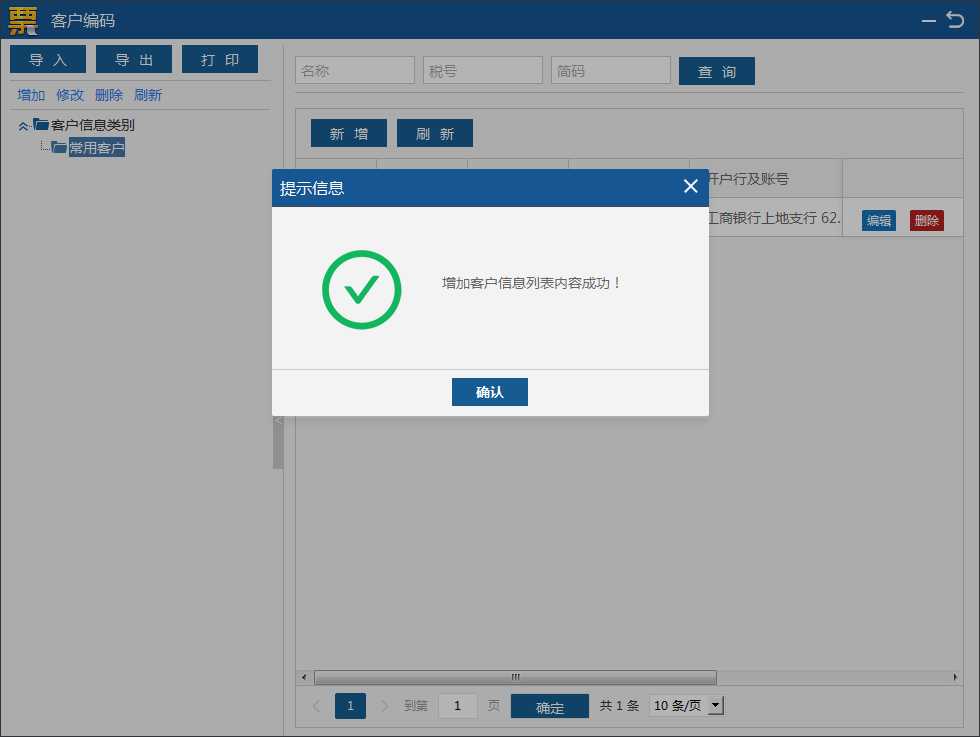 票 客户编码
导 入 导 出 打 印
增加 修改 删除 刷新
客户信息类别
常用客户
名称 税号 简码 查 询
新 增 刷 新
开户行及账号
工商银行上地支行 62. 编辑 删除
提示信息
增加客户信息列表内容成功！
确认
< 1 > 到第 1 页 确定 共 1 条 10 条/页